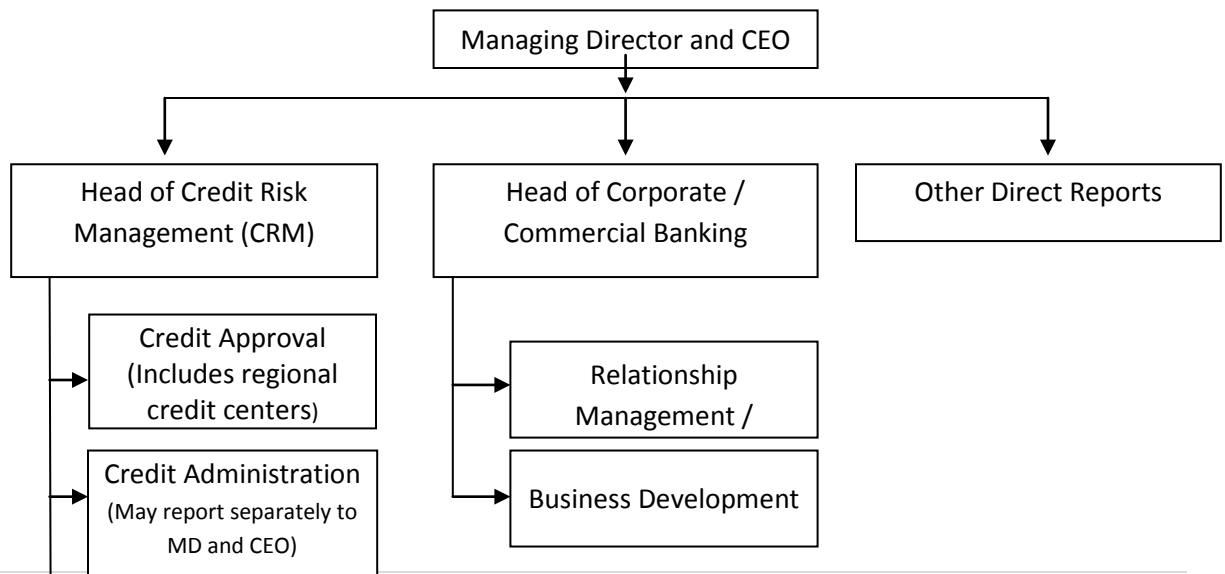 Managing Director and CEO
Head of Credit Risk
Management (CRM)
Head of Corporate /
Commercial Banking
Other Direct Reports
Credit Approval
(Includes regional
credit centers)
Relationship
Management /
Credit Administration
(May report separately to
MD and CEO)
Business Development